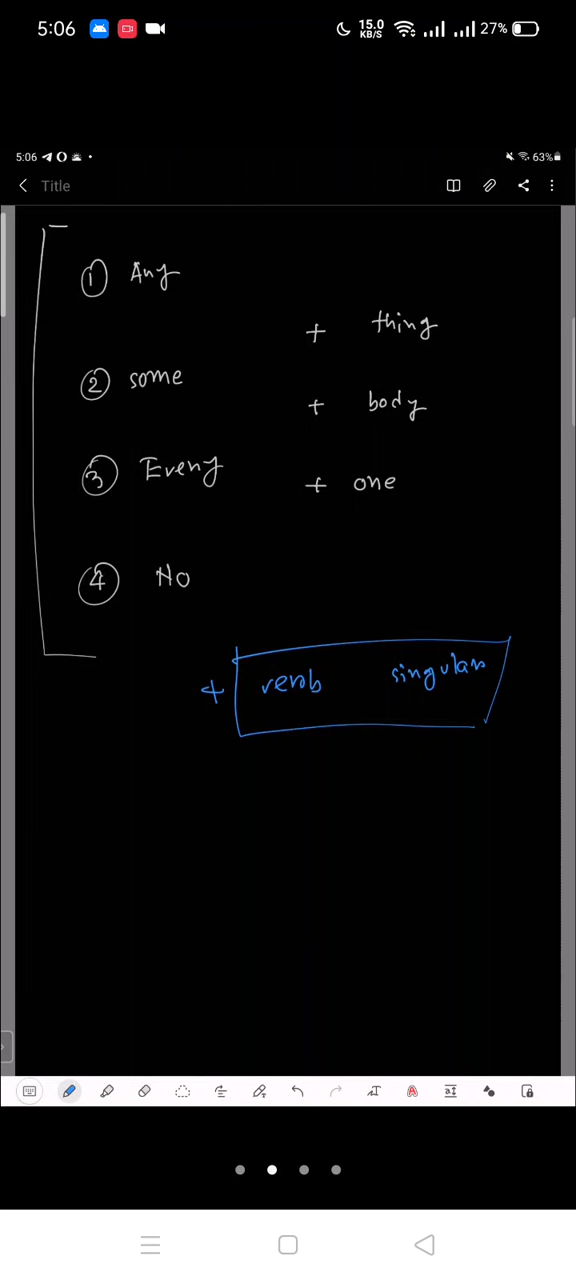 5:06 15.0 KB/S 27%
5:06 63%
Title
① Any
+ thing
② some
+ body
③ Every
+ one
④ No
+ verb singular